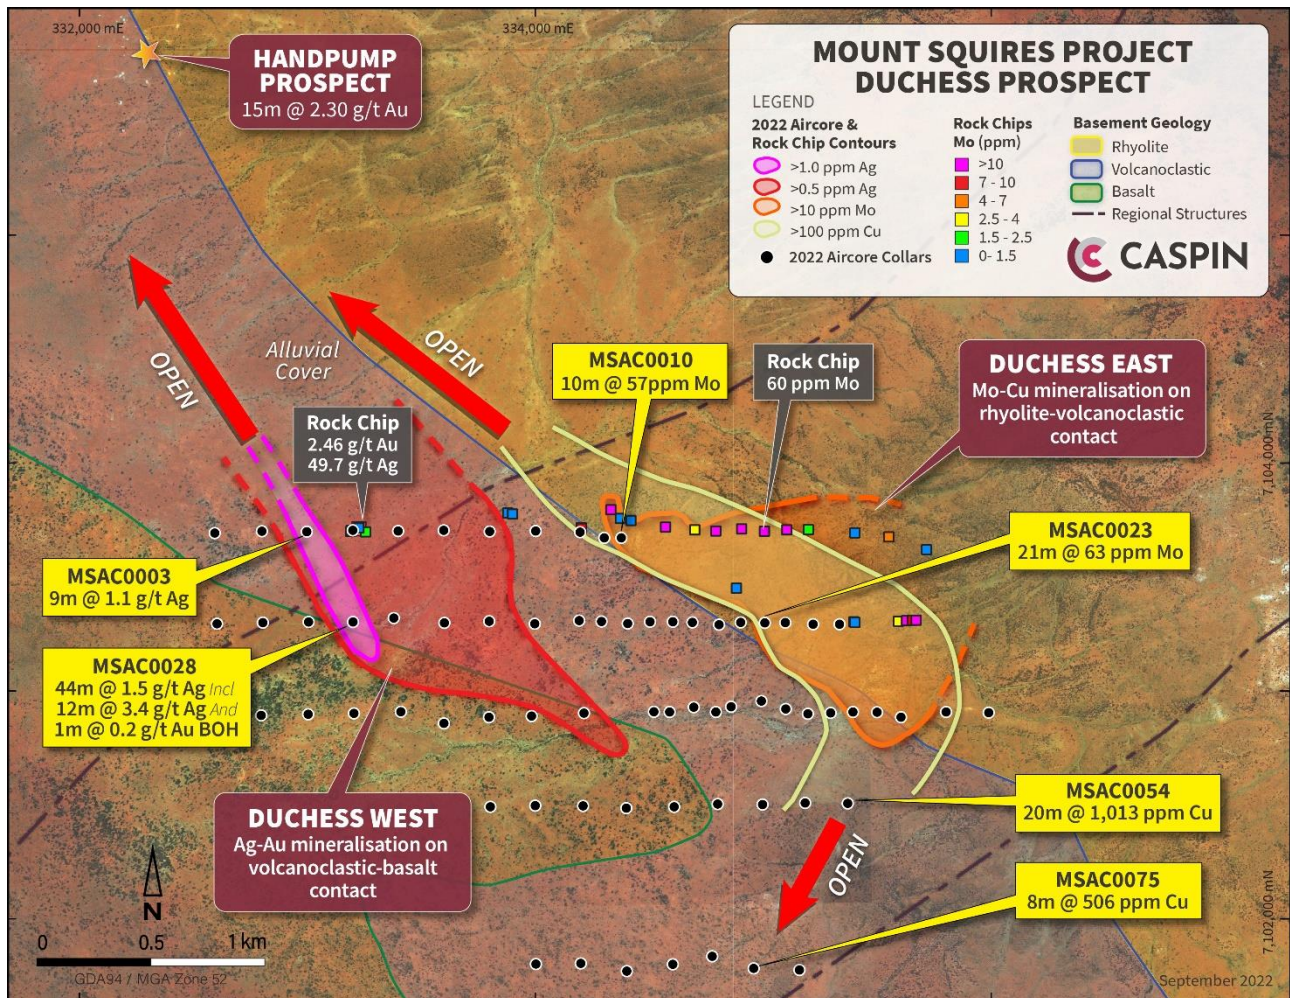 332,000 mE
334,000 mE
HANDPUMP
PROSPECT
15m @ 2.30 g/t Au
MOUNT SQUIRES PROJECT
DUCHESS PROSPECT
LEGEND
2022 Aircore &
Rock Chip Contours
>1.0 ppm Ag
>0.5 ppm Ag
>10 ppm Mo
>100 ppm Cu
2022 Aircore Collars
Rock Chips
Mo (ppm)
>10
7 - 10
4 - 7
2.5 - 4
1.5 - 2.5
0- 1.5
Basement Geology
Rhyolite
Volcanoclastic
Basalt
Regional Structures
CASPIN
OPEN
Alluvial
Cover
OPEN
MSAC0010
10m @ 57ppm Mo
Rock Chip
60 ppm Mo
DUCHESS EAST
Mo-Cu mineralisation on
rhyolite-volcanoclastic
contact
Rock Chip
2.46 g/t Au
49.7 g/t Ag
7,104,000 mN
MSAC0023
21m @ 63 ppm Mo
MSAC0003
9m @ 1.1 g/t Ag
MSAC0028
44m @ 1.5 g/t Ag Incl
12m @ 3.4 g/t Ag And
1m @ 0.2 g/t Au BOH
DUCHESS WEST
Ag-Au mineralisation on
volcanoclastic-basalt
contact
MSAC0054
20m @ 1,013 ppm Cu
OPEN
MSAC0075
8m @ 506 ppm Cu
7,102,000 mN
N
0 0.5 1 km
GDA94 / MGA Zone 52
September 2022